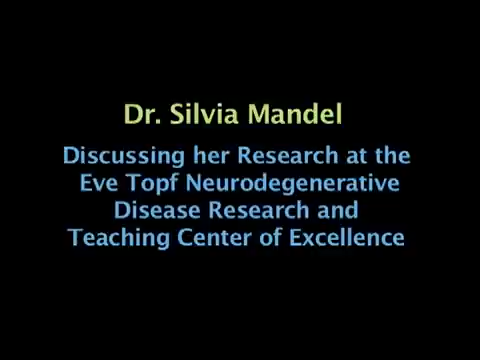 Dr. Silvia Mandel
Discussing her Research at the
Eve Topf Neurodegenerative
Disease Research and
Teaching Center of Excellence